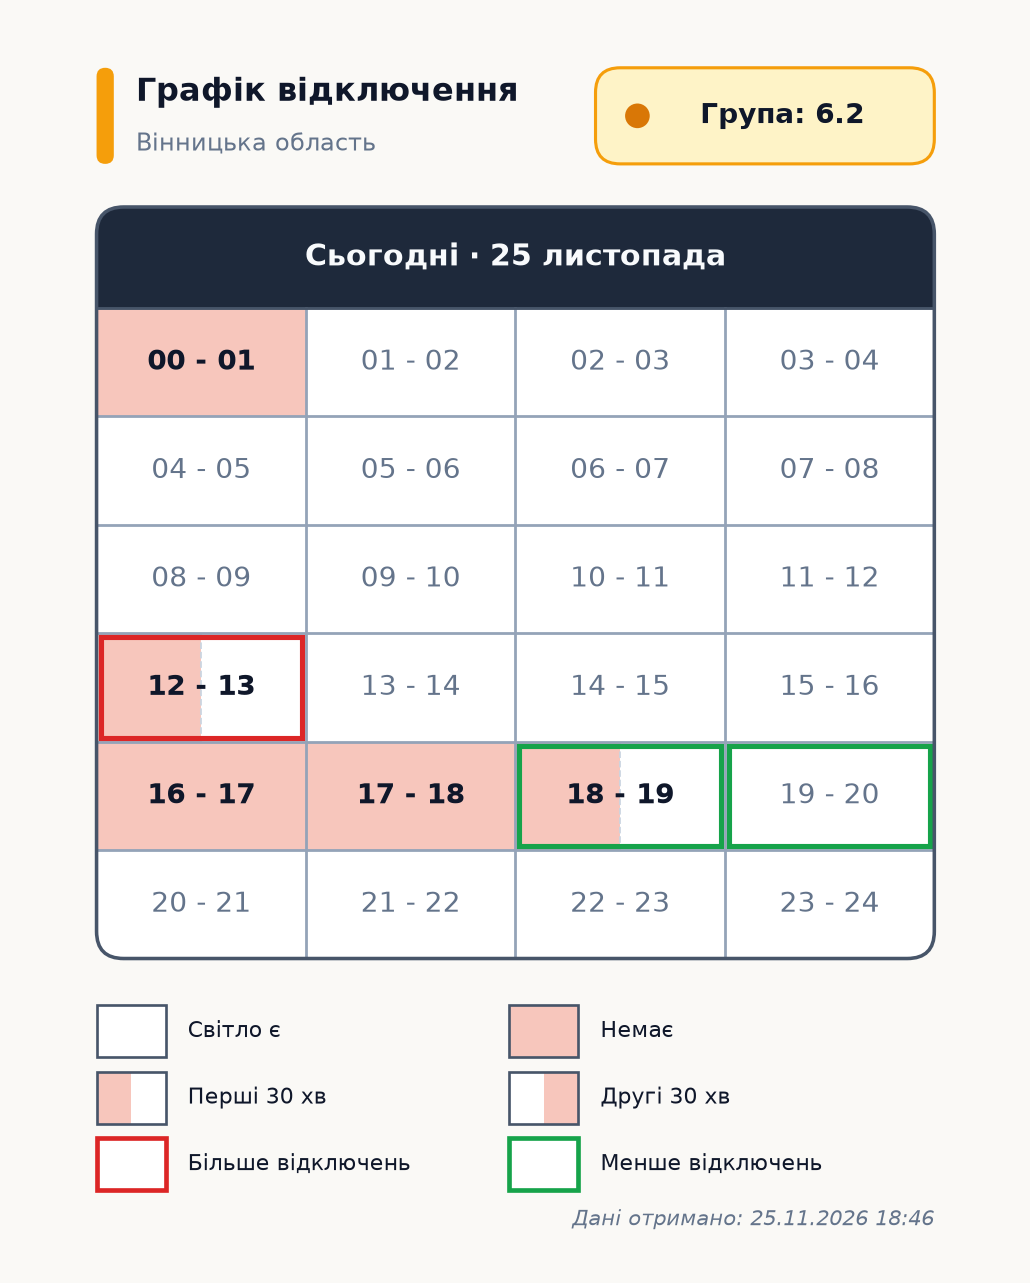 Графік відключення
Вінницька область
Група: 6.2
Сьогодні · 25 листопада
00 - 01 01 - 02 02 - 03 03 - 04
04 - 05 05 - 06 06 - 07 07 - 08
08 - 09 09 - 10 10 - 11 11 - 12
12 - 13 13 - 14 14 - 15 15 - 16
16 - 17 17 - 18 18 - 19 19 - 20
20 - 21 21 - 22 22 - 23 23 - 24
Світло є Немає
Перші 30 хв Другі 30 хв
Більше відключень Менше відключень
Дані отримано: 25.11.2026 18:46